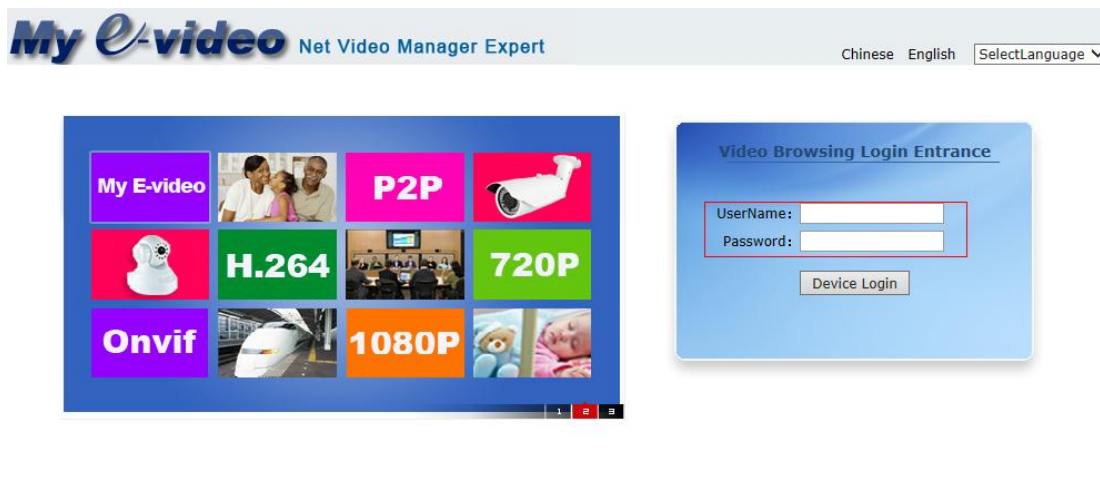 My e-video Net Video Manager Expert
Chinese English SelectLanguage
Video Browsing Login Entrance
My E-video
P2P
H.264
720P
Onvif
1080P
UserName:
Password:
Device Login
1 2 3